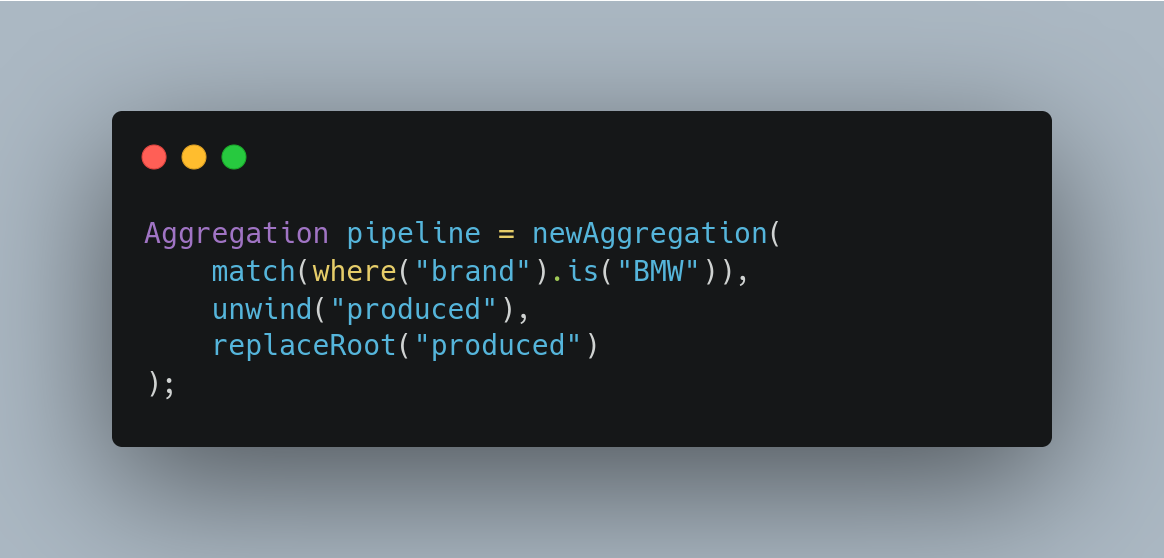 Aggregation pipeline = newAggregation(
    match(where("brand").is("BMW")),
    unwind("produced"),
    replaceRoot("produced")
);